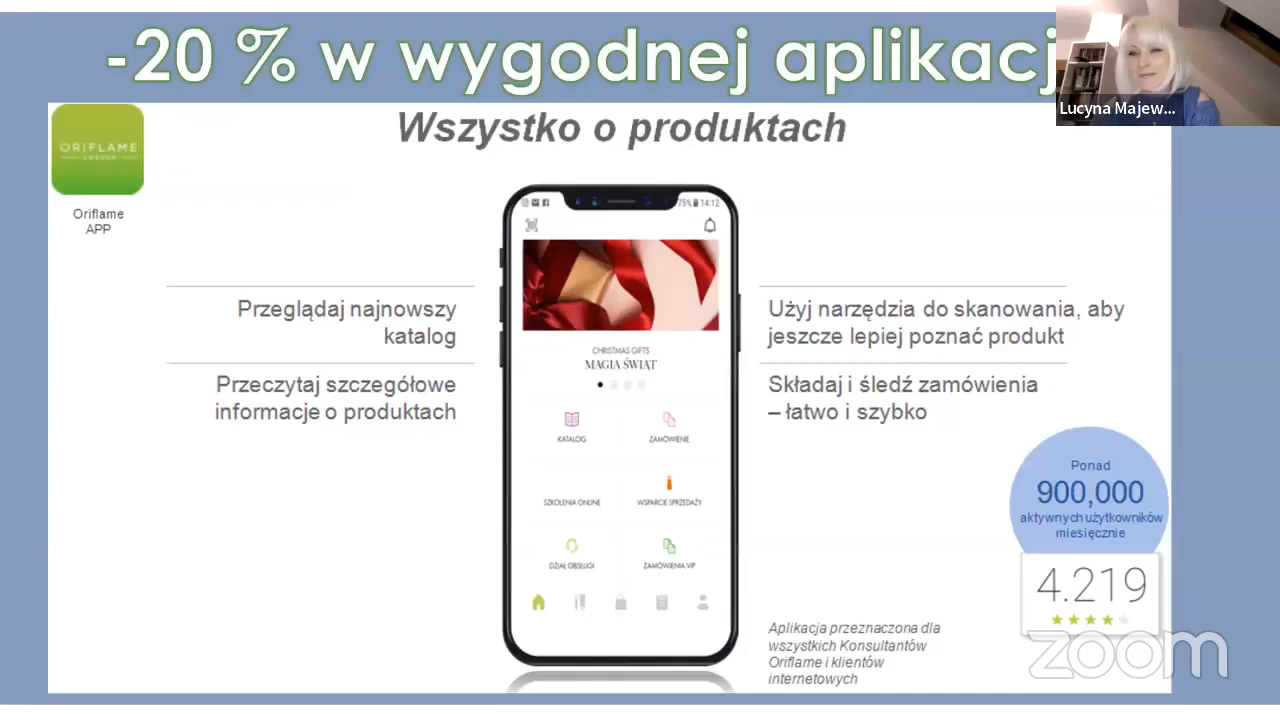 -20 % w wygodnej aplikacj
Lucyna Majew...
Wszystko o produktach
ORIFLAME
SWEDEN
Oriflame
APP
75% 14:12
Przeglądaj najnowszy
katalog
Przeczytaj szczegółowe
informacje o produktach
CHRISTMAS GIFTS
MAGIA ŚWIĄT
KATALOG
ZAMÓWIENIE
SZKOLENIA ONLINE
WSPARCIE SPRZEDAŻY
DZIAŁ OBSŁUGI
ZAMÓWIENIA VIP
Użyj narzędzia do skanowania, aby
jeszcze lepiej poznać produkt
Składaj i śledź zamówienia
– łatwo i szybko
Ponad
900,000
aktywnych użytkowników
miesięcznie
4.219
Aplikacja przeznaczona dla
wszystkich Konsultantów
Oriflame i klientów
internetowych
zoom